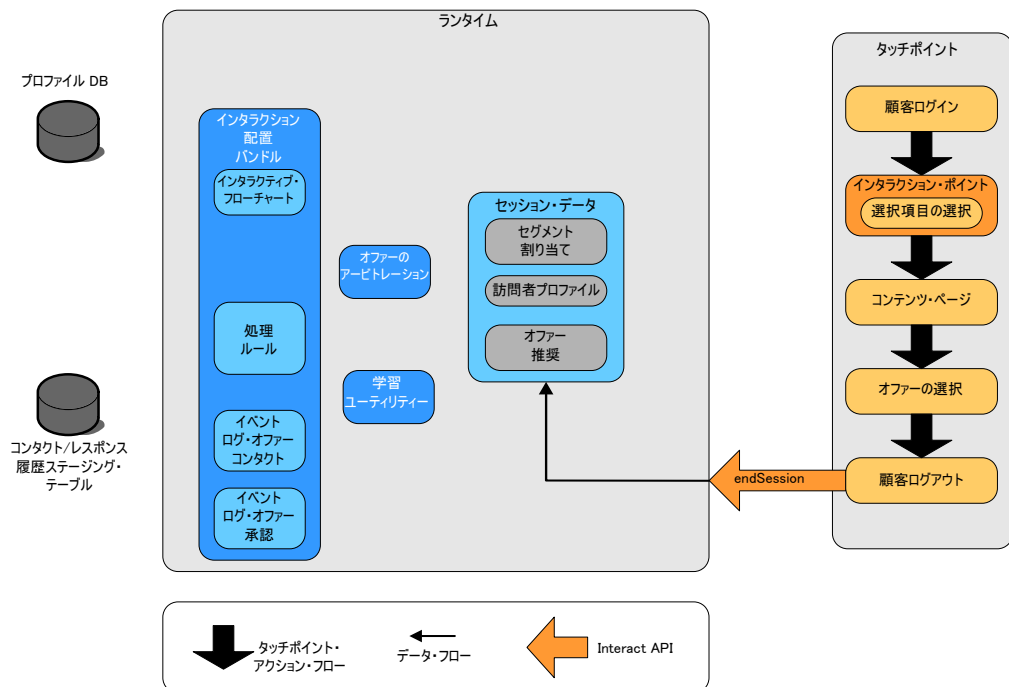 ランタイム
プロファイル DB
インタラクション
配置
バンドル
インタラクティブ・
フローチャート
処理
ルール
イベント
ログ・オファー
コンタクト
イベント
ログ・オファー
承認
オファーの
アービトレーション
学習
ユーティリティー
セッション・データ
セグメント
割り当て
訪問者プロファイル
オファー
推奨
コンタクト/レスポンス
履歴ステージング・
テーブル
タッチポイント
顧客ログイン
インタラクション・ポイント
選択項目の選択
コンテンツ・ページ
オファーの選択
顧客ログアウト
endSession
タッチポイント・
アクション・フロー
データ・フロー
Interact API